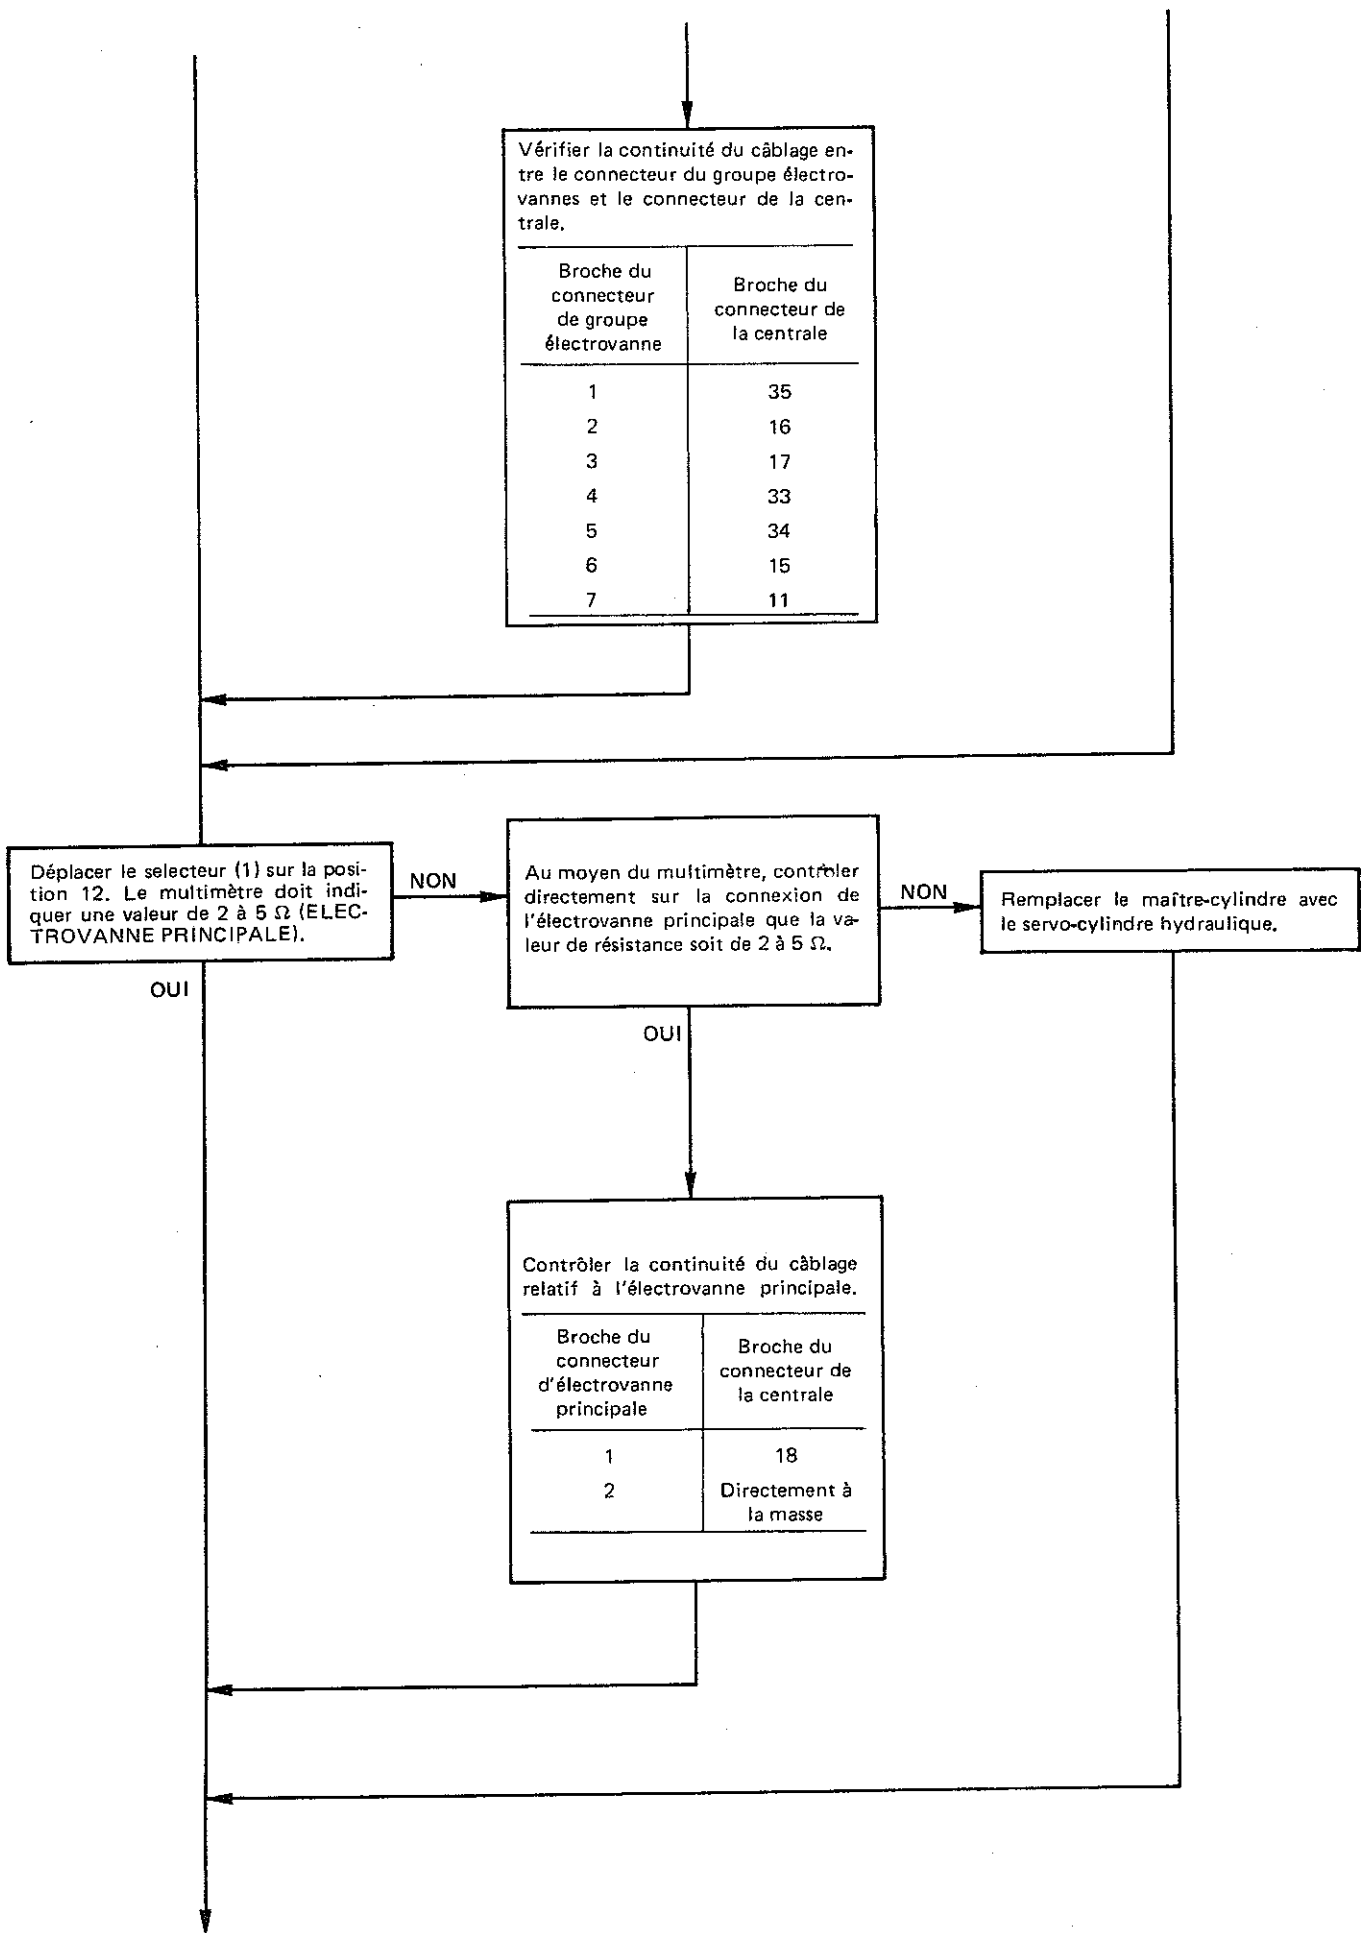 Vérifier la continuité du câblage en-
tre le connecteur du groupe électro-
vannes et le connecteur de la cen-
trale.
Broche du
connecteur
de groupe
électrovanne
Broche du
connecteur de
la centrale
1 35
2 16
3 17
4 33
5 34
6 15
7 11
Déplacer le selecteur (1) sur la posi-
tion 12. Le multimètre doit indi-
quer une valeur de 2 à 5 Ω (ELEC-
TROVANNE PRINCIPALE).
NON
Au moyen du multimètre, contrôler
directement sur la connexion de
l'électrovanne principale que la va-
leur de résistance soit de 2 à 5 Ω.
NON
Remplacer le maître-cylindre avec
le servo-cylindre hydraulique.
OUI
OUI
Contrôler la continuité du câblage
relatif à l'électrovanne principale.
Broche du
connecteur
d'électrovanne
principale
Broche du
connecteur de
la centrale
1 18
2 Directement à
la masse